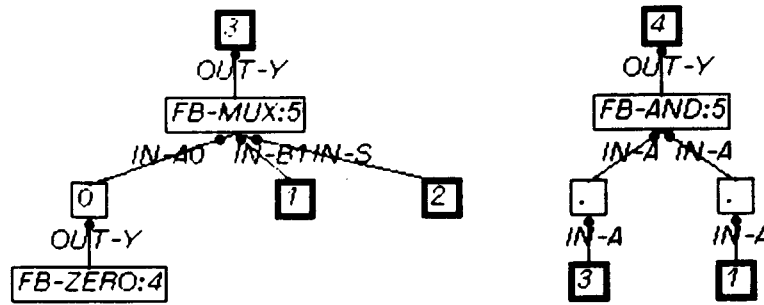 3 4
OUT-Y OUT-Y
FB-MUX:5 FB-AND:5
IN-A0 IN-B1 IN-S IN-A IN-A
0 1 2 . .
OUT-Y IN-A IN-A
FB-ZERO:4 3 1